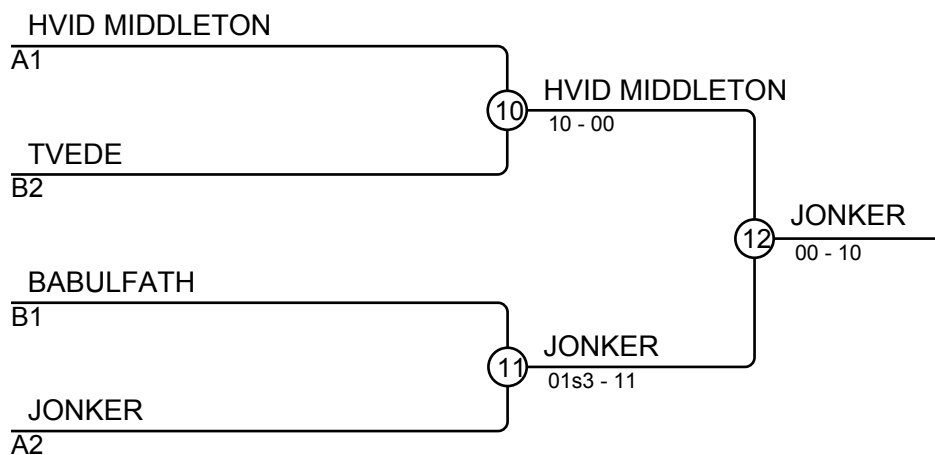 HVID MIDDLETON
A1
10
HVID MIDDLETON
10 - 00
TVEDE
B2
12
JONKER
00 - 10
BABULFATH
B1
11
JONKER
01s3 - 11
JONKER
A2